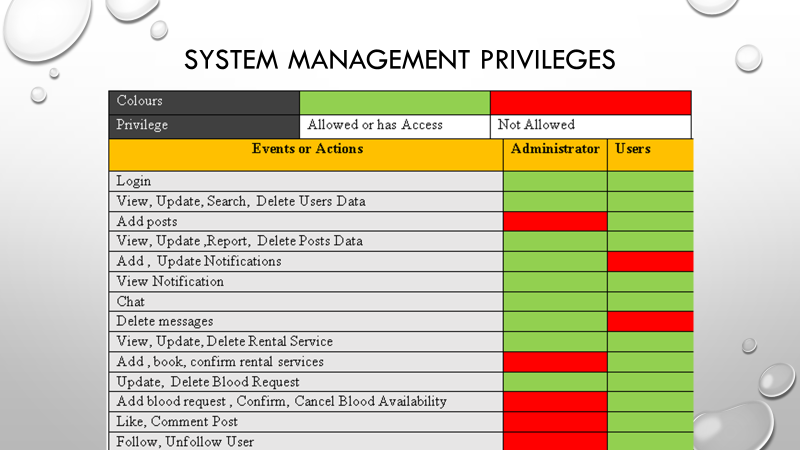 SYSTEM MANAGEMENT PRIVILEGES
Colours
Privilege Allowed or has Access Not Allowed
Events or Actions Administrator Users
Login
View, Update, Search, Delete Users Data
Add posts
View, Update ,Report, Delete Posts Data
Add , Update Notifications
View Notification
Chat
Delete messages
View, Update, Delete Rental Service
Add , book, confirm rental services
Update, Delete Blood Request
Add blood request , Confirm, Cancel Blood Availability
Like, Comment Post
Follow, Unfollow User